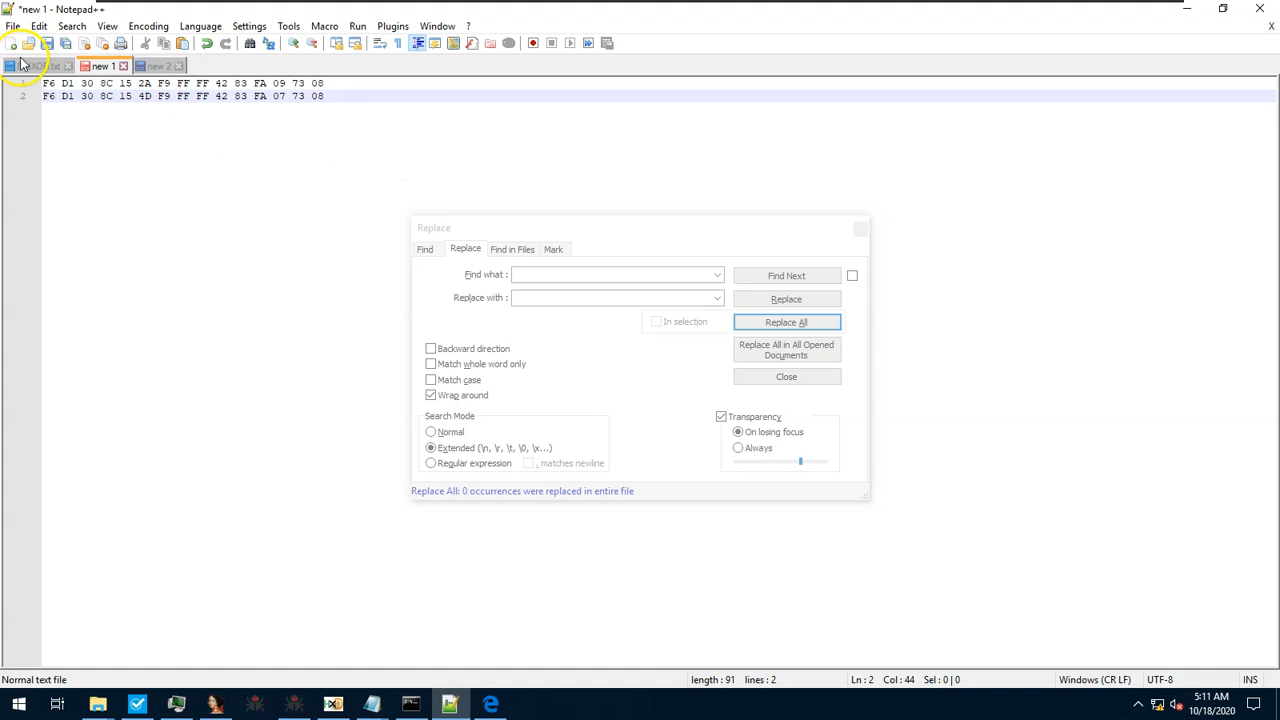 *new 1 - Notepad++
File Edit Search View Encoding Language Settings Tools Macro Run Plugins Window ?
new 1 new 2
1 F6 D1 30 8C 15 2A F9 FF FF 42 83 FA 09 73 08
2 F6 D1 30 8C 15 4D F9 FF FF 42 83 FA 07 73 08
Replace
Find Replace Find in Files Mark
Find what : Find Next
Replace with : Replace
In selection Replace All
Replace All in All Opened
Documents
Backward direction
Match whole word only
Close
Match case
Wrap around
Search Mode Transparency
Normal On losing focus
Extended (\n, \r, \t, \0, \x...) Always
Regular expression . matches newline
Replace All: 0 occurrences were replaced in entire file
Normal text file length : 91 lines : 2 Ln : 2 Col : 44 Sel : 0 | 0 Windows (CR LF) UTF-8 INS
5:11 AM
10/18/2020